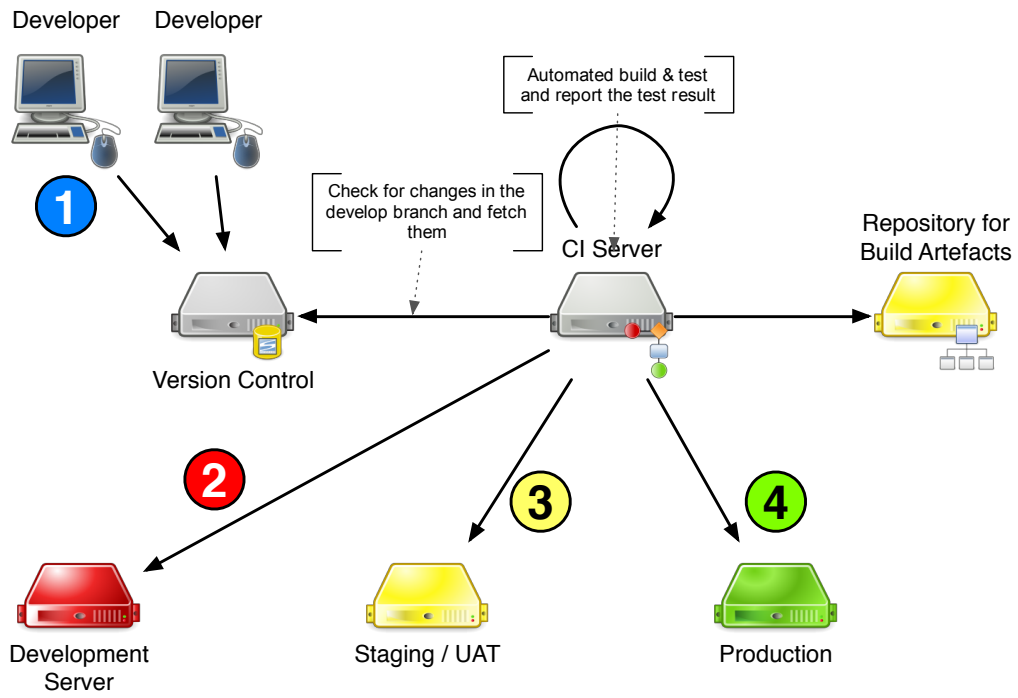 Developer
Developer
Automated build & test
and report the test result
1
Check for changes in the
develop branch and fetch
them
CI Server
Repository for
Build Artefacts
Version Control
2
3
4
Development
Server
Staging / UAT
Production